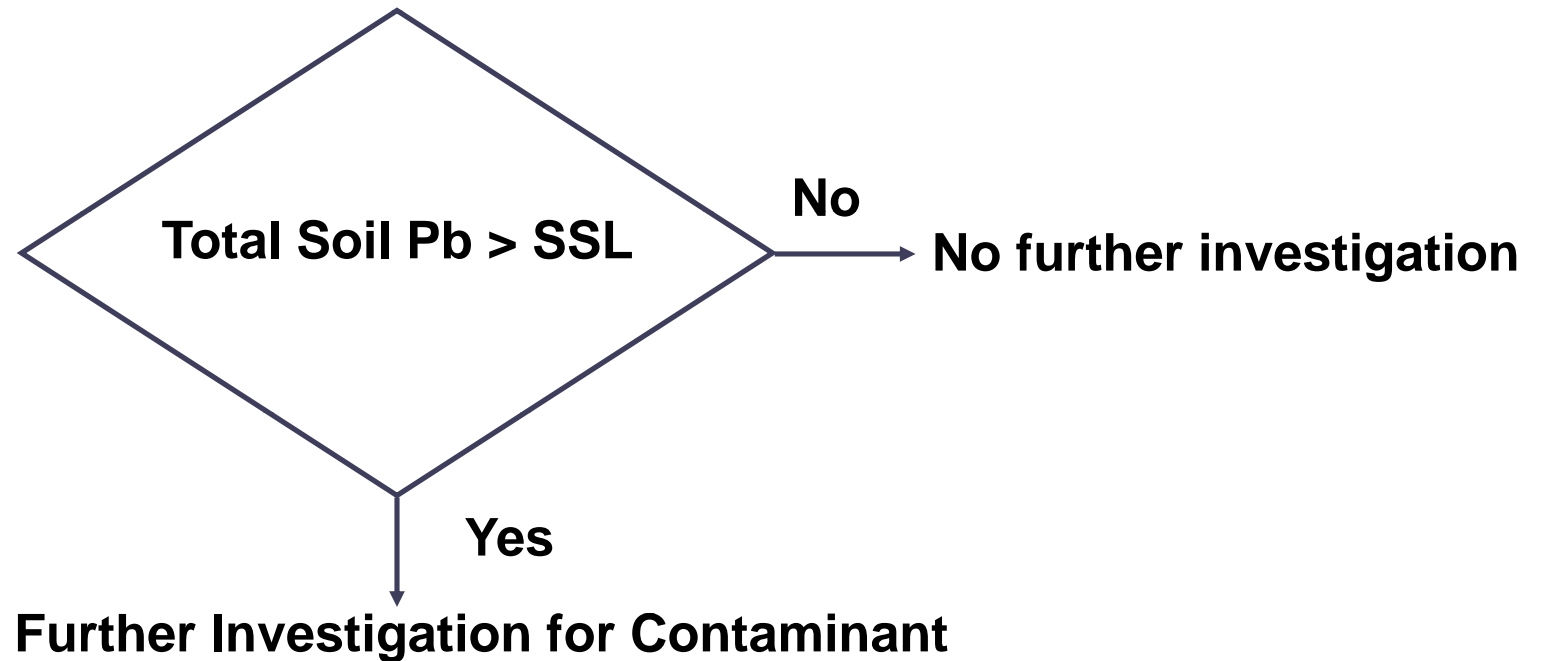 Total Soil Pb > SSL
No
No further investigation
Yes
Further Investigation for Contaminant